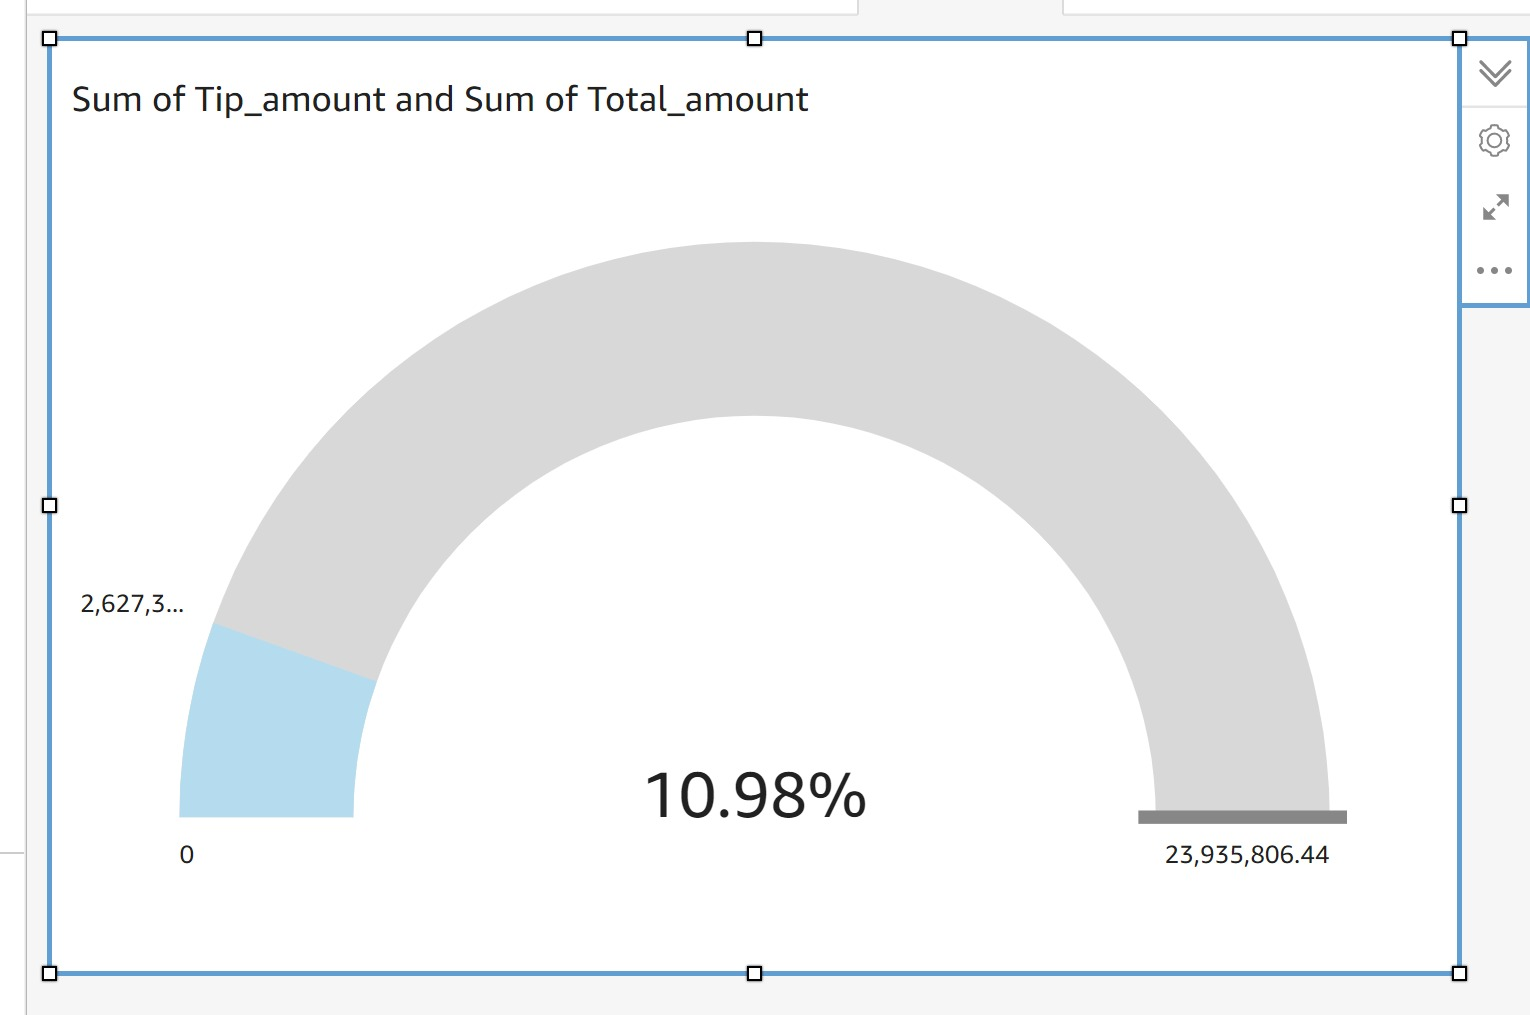 Sum of Tip_amount and Sum of Total_amount
2,627,3...
10.98%
0
23,935,806.44